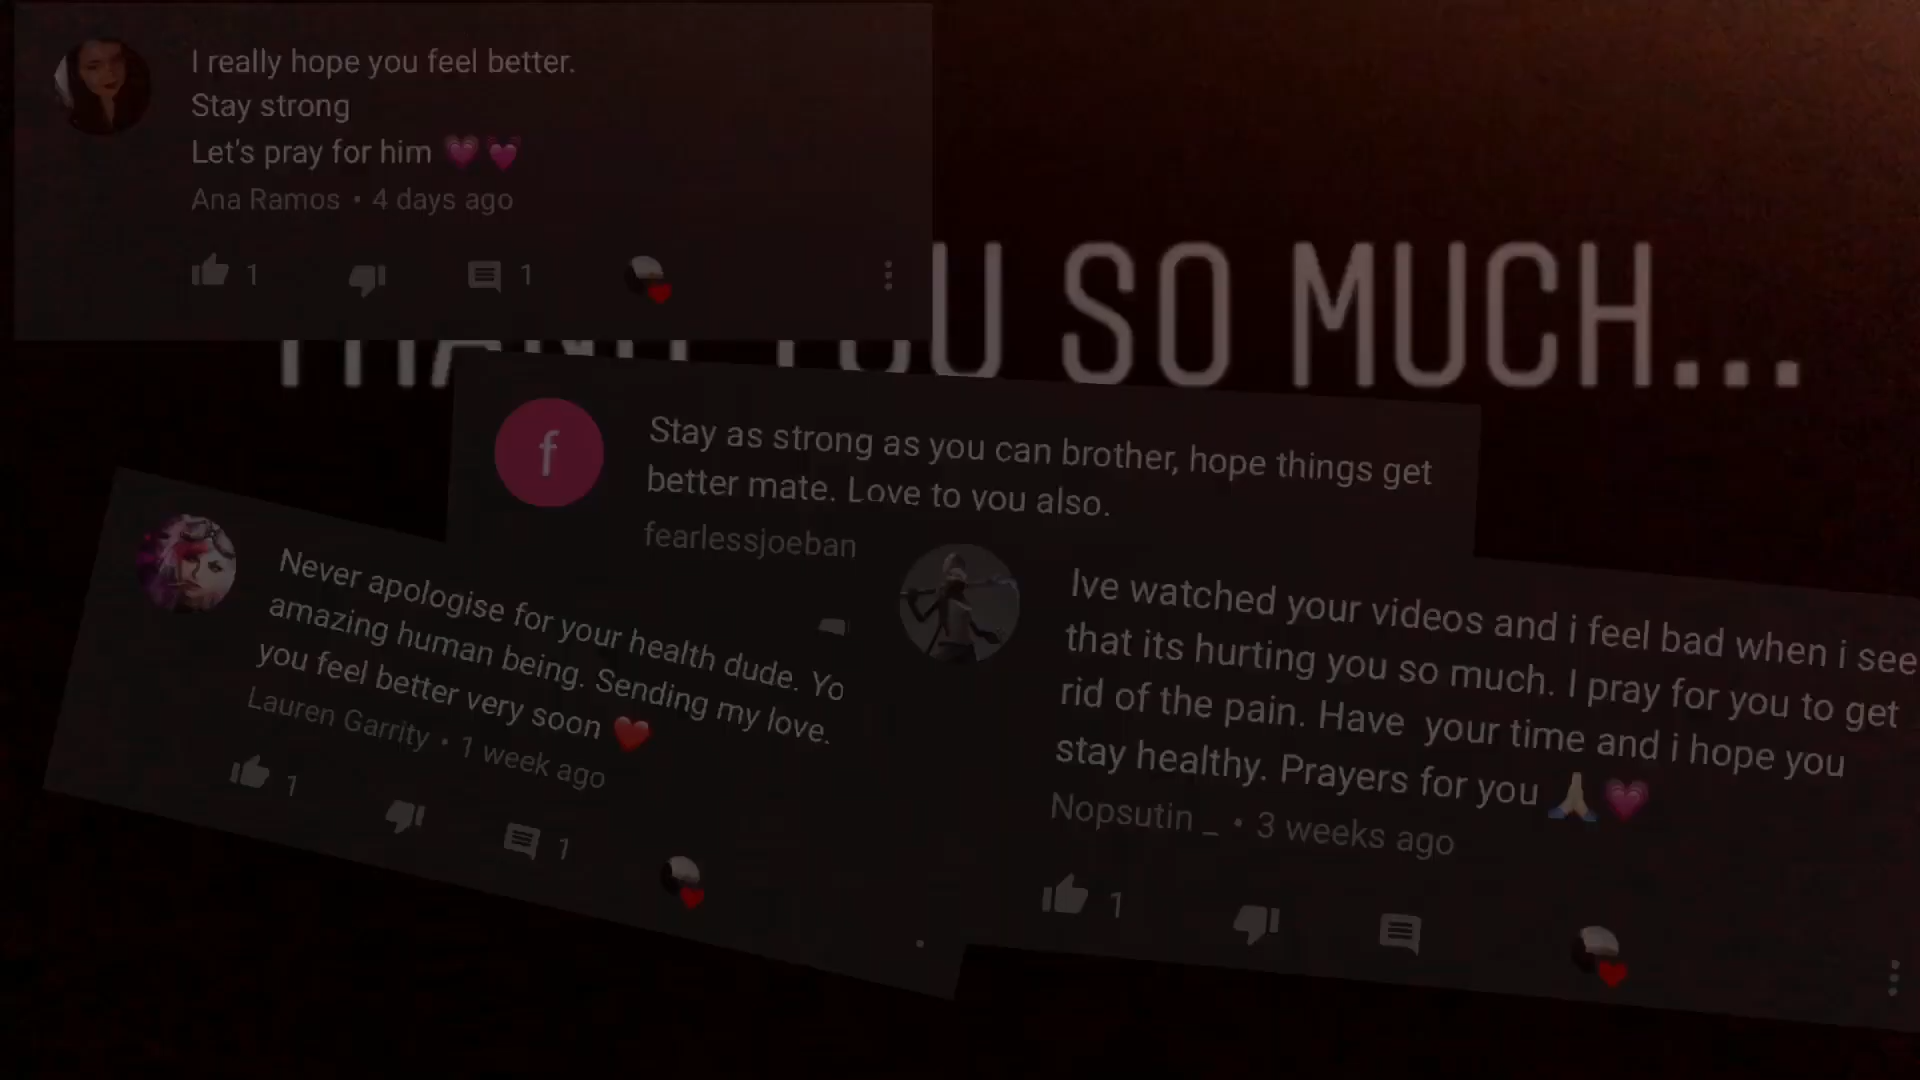 I really hope you feel better.
Stay strong
Let's pray for him 💗💓
Ana Ramos • 4 days ago
1
1
YOU SO MUCH...
f
Stay as strong as you can brother, hope things get
better mate. Love to you also.
fearlessjoeban
Never apologise for your health dude. Yo
amazing human being. Sending my love.
you feel better very soon ❤️
Lauren Garrity • 1 week ago
1
1
Ive watched your videos and i feel bad when i see
that its hurting you so much. I pray for you to get
rid of the pain. Have your time and i hope you
stay healthy. Prayers for you 🙏🏻💗
Nopsutin _ • 3 weeks ago
1